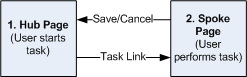 1. Hub Page
(User starts
task)
Save/Cancel
Task Link
2. Spoke
Page
(User
performs task)